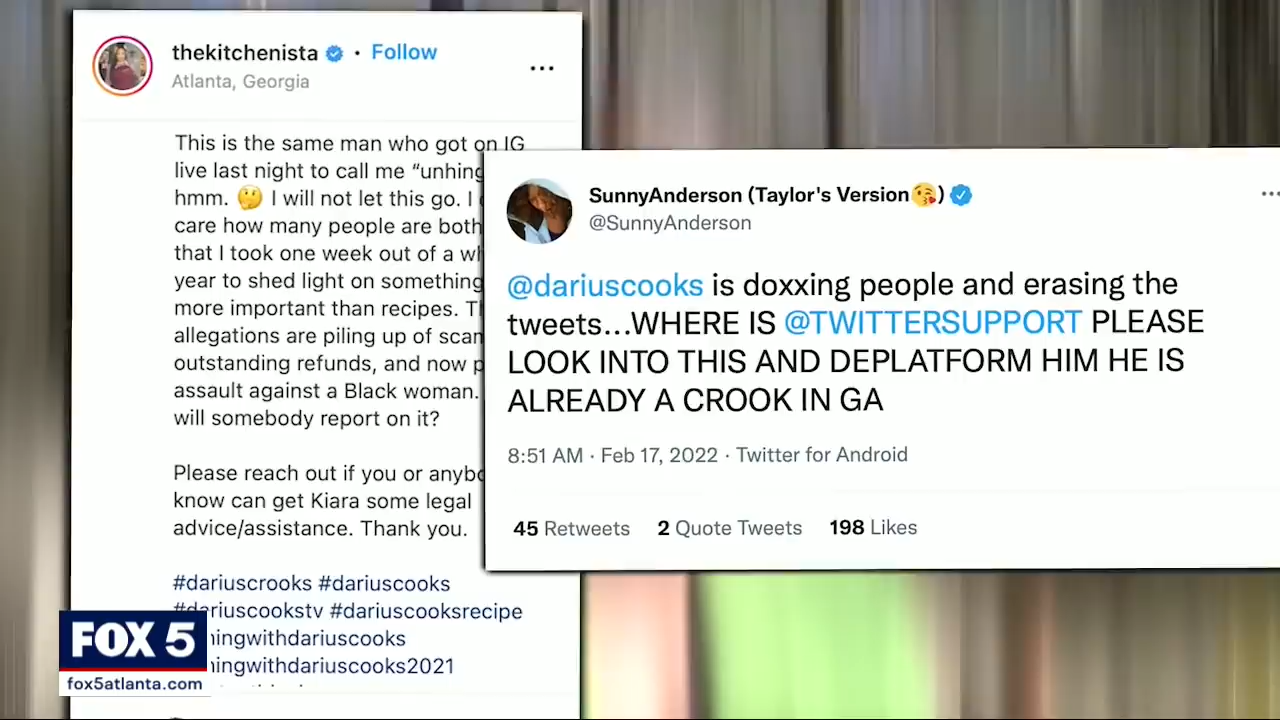 thekitchenista · Follow
Atlanta, Georgia
This is the same man who got on IG
live last night to call me “unhing
hmm. 🤔 I will not let this go. I
care how many people are both
that I took one week out of a wh
year to shed light on something
more important than recipes. Th
allegations are piling up of scam
outstanding refunds, and now p
assault against a Black woman.
will somebody report on it?
Please reach out if you or anybo
know can get Kiara some legal
advice/assistance. Thank you.
#dariuscrooks #dariuscooks
#dariuscookstv #dariuscooksrecipe
ningwithdariuscooks
ningwithdariuscooks2021
SunnyAnderson (Taylor's Version😘)
@SunnyAnderson
@dariuscooks is doxxing people and erasing the
tweets...WHERE IS @TWITTERSUPPORT PLEASE
LOOK INTO THIS AND DEPLATFORM HIM HE IS
ALREADY A CROOK IN GA
8:51 AM · Feb 17, 2022 · Twitter for Android
45 Retweets 2 Quote Tweets 198 Likes
FOX 5
fox5atlanta.com